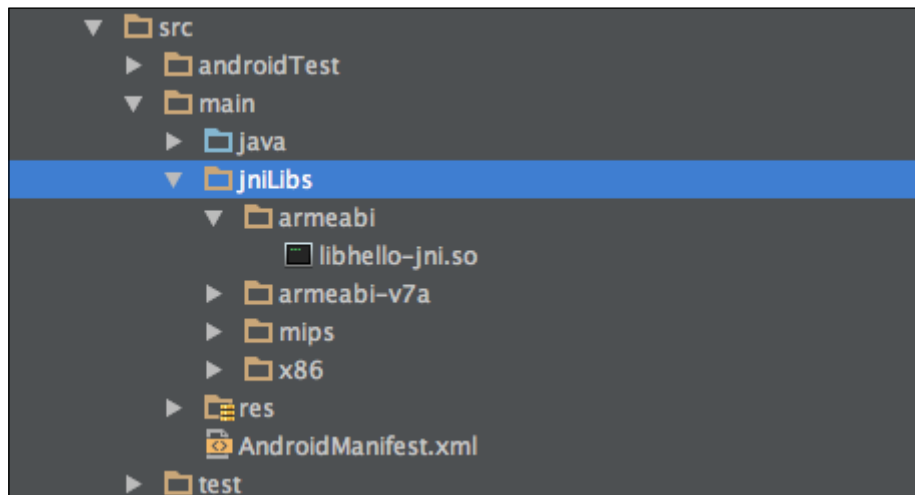 src
androidTest
main
java
jniLibs
armeabi
libhello-jni.so
armeabi-v7a
mips
x86
res
AndroidManifest.xml
test